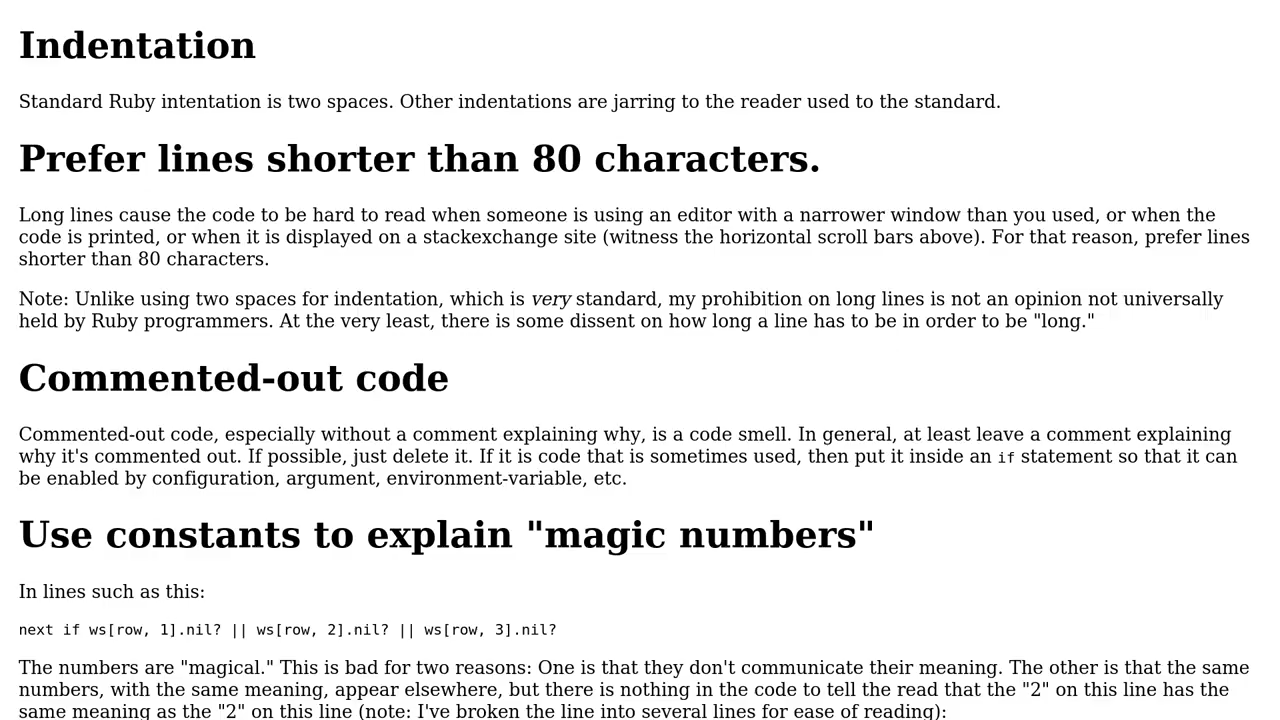 Indentation
Standard Ruby intentation is two spaces. Other indentations are jarring to the reader used to the standard.
Prefer lines shorter than 80 characters.
Long lines cause the code to be hard to read when someone is using an editor with a narrower window than you used, or when the
code is printed, or when it is displayed on a stackexchange site (witness the horizontal scroll bars above). For that reason, prefer lines
shorter than 80 characters.
Note: Unlike using two spaces for indentation, which is very standard, my prohibition on long lines is not an opinion not universally
held by Ruby programmers. At the very least, there is some dissent on how long a line has to be in order to be "long."
Commented-out code
Commented-out code, especially without a comment explaining why, is a code smell. In general, at least leave a comment explaining
why it's commented out. If possible, just delete it. If it is code that is sometimes used, then put it inside an if statement so that it can
be enabled by configuration, argument, environment-variable, etc.
Use constants to explain "magic numbers"
In lines such as this:
next if ws[row, 1].nil? || ws[row, 2].nil? || ws[row, 3].nil?
The numbers are "magical." This is bad for two reasons: One is that they don't communicate their meaning. The other is that the same
numbers, with the same meaning, appear elsewhere, but there is nothing in the code to tell the read that the "2" on this line has the
same meaning as the "2" on this line (note: I've broken the line into several lines for ease of reading):